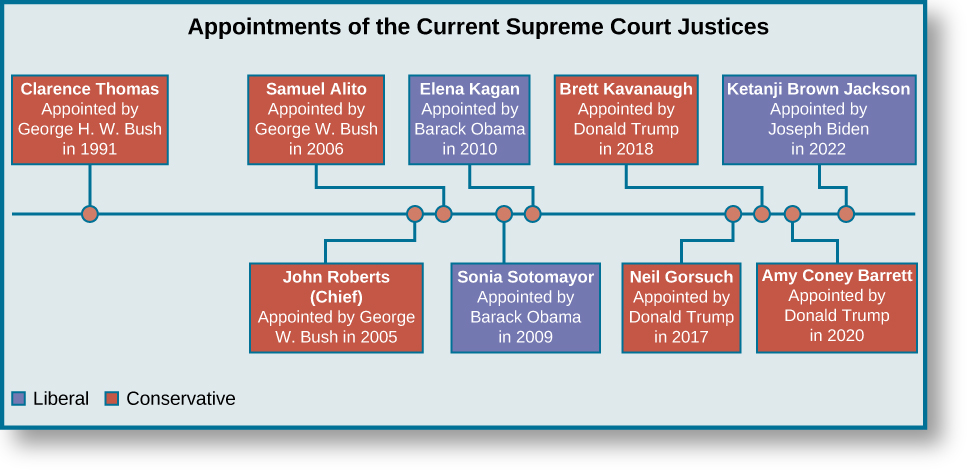 Appointments of the Current Supreme Court Justices
Clarence Thomas
Appointed by
George H. W. Bush
in 1991
Samuel Alito
Appointed by
George W. Bush
in 2006
Elena Kagan
Appointed by
Barack Obama
in 2010
Brett Kavanaugh
Appointed by
Donald Trump
in 2018
Ketanji Brown Jackson
Appointed by
Joseph Biden
in 2022
John Roberts
(Chief)
Appointed by George
W. Bush in 2005
Sonia Sotomayor
Appointed by
Barack Obama
in 2009
Neil Gorsuch
Appointed by
Donald Trump
in 2017
Amy Coney Barrett
Appointed by
Donald Trump
in 2020
Liberal
Conservative